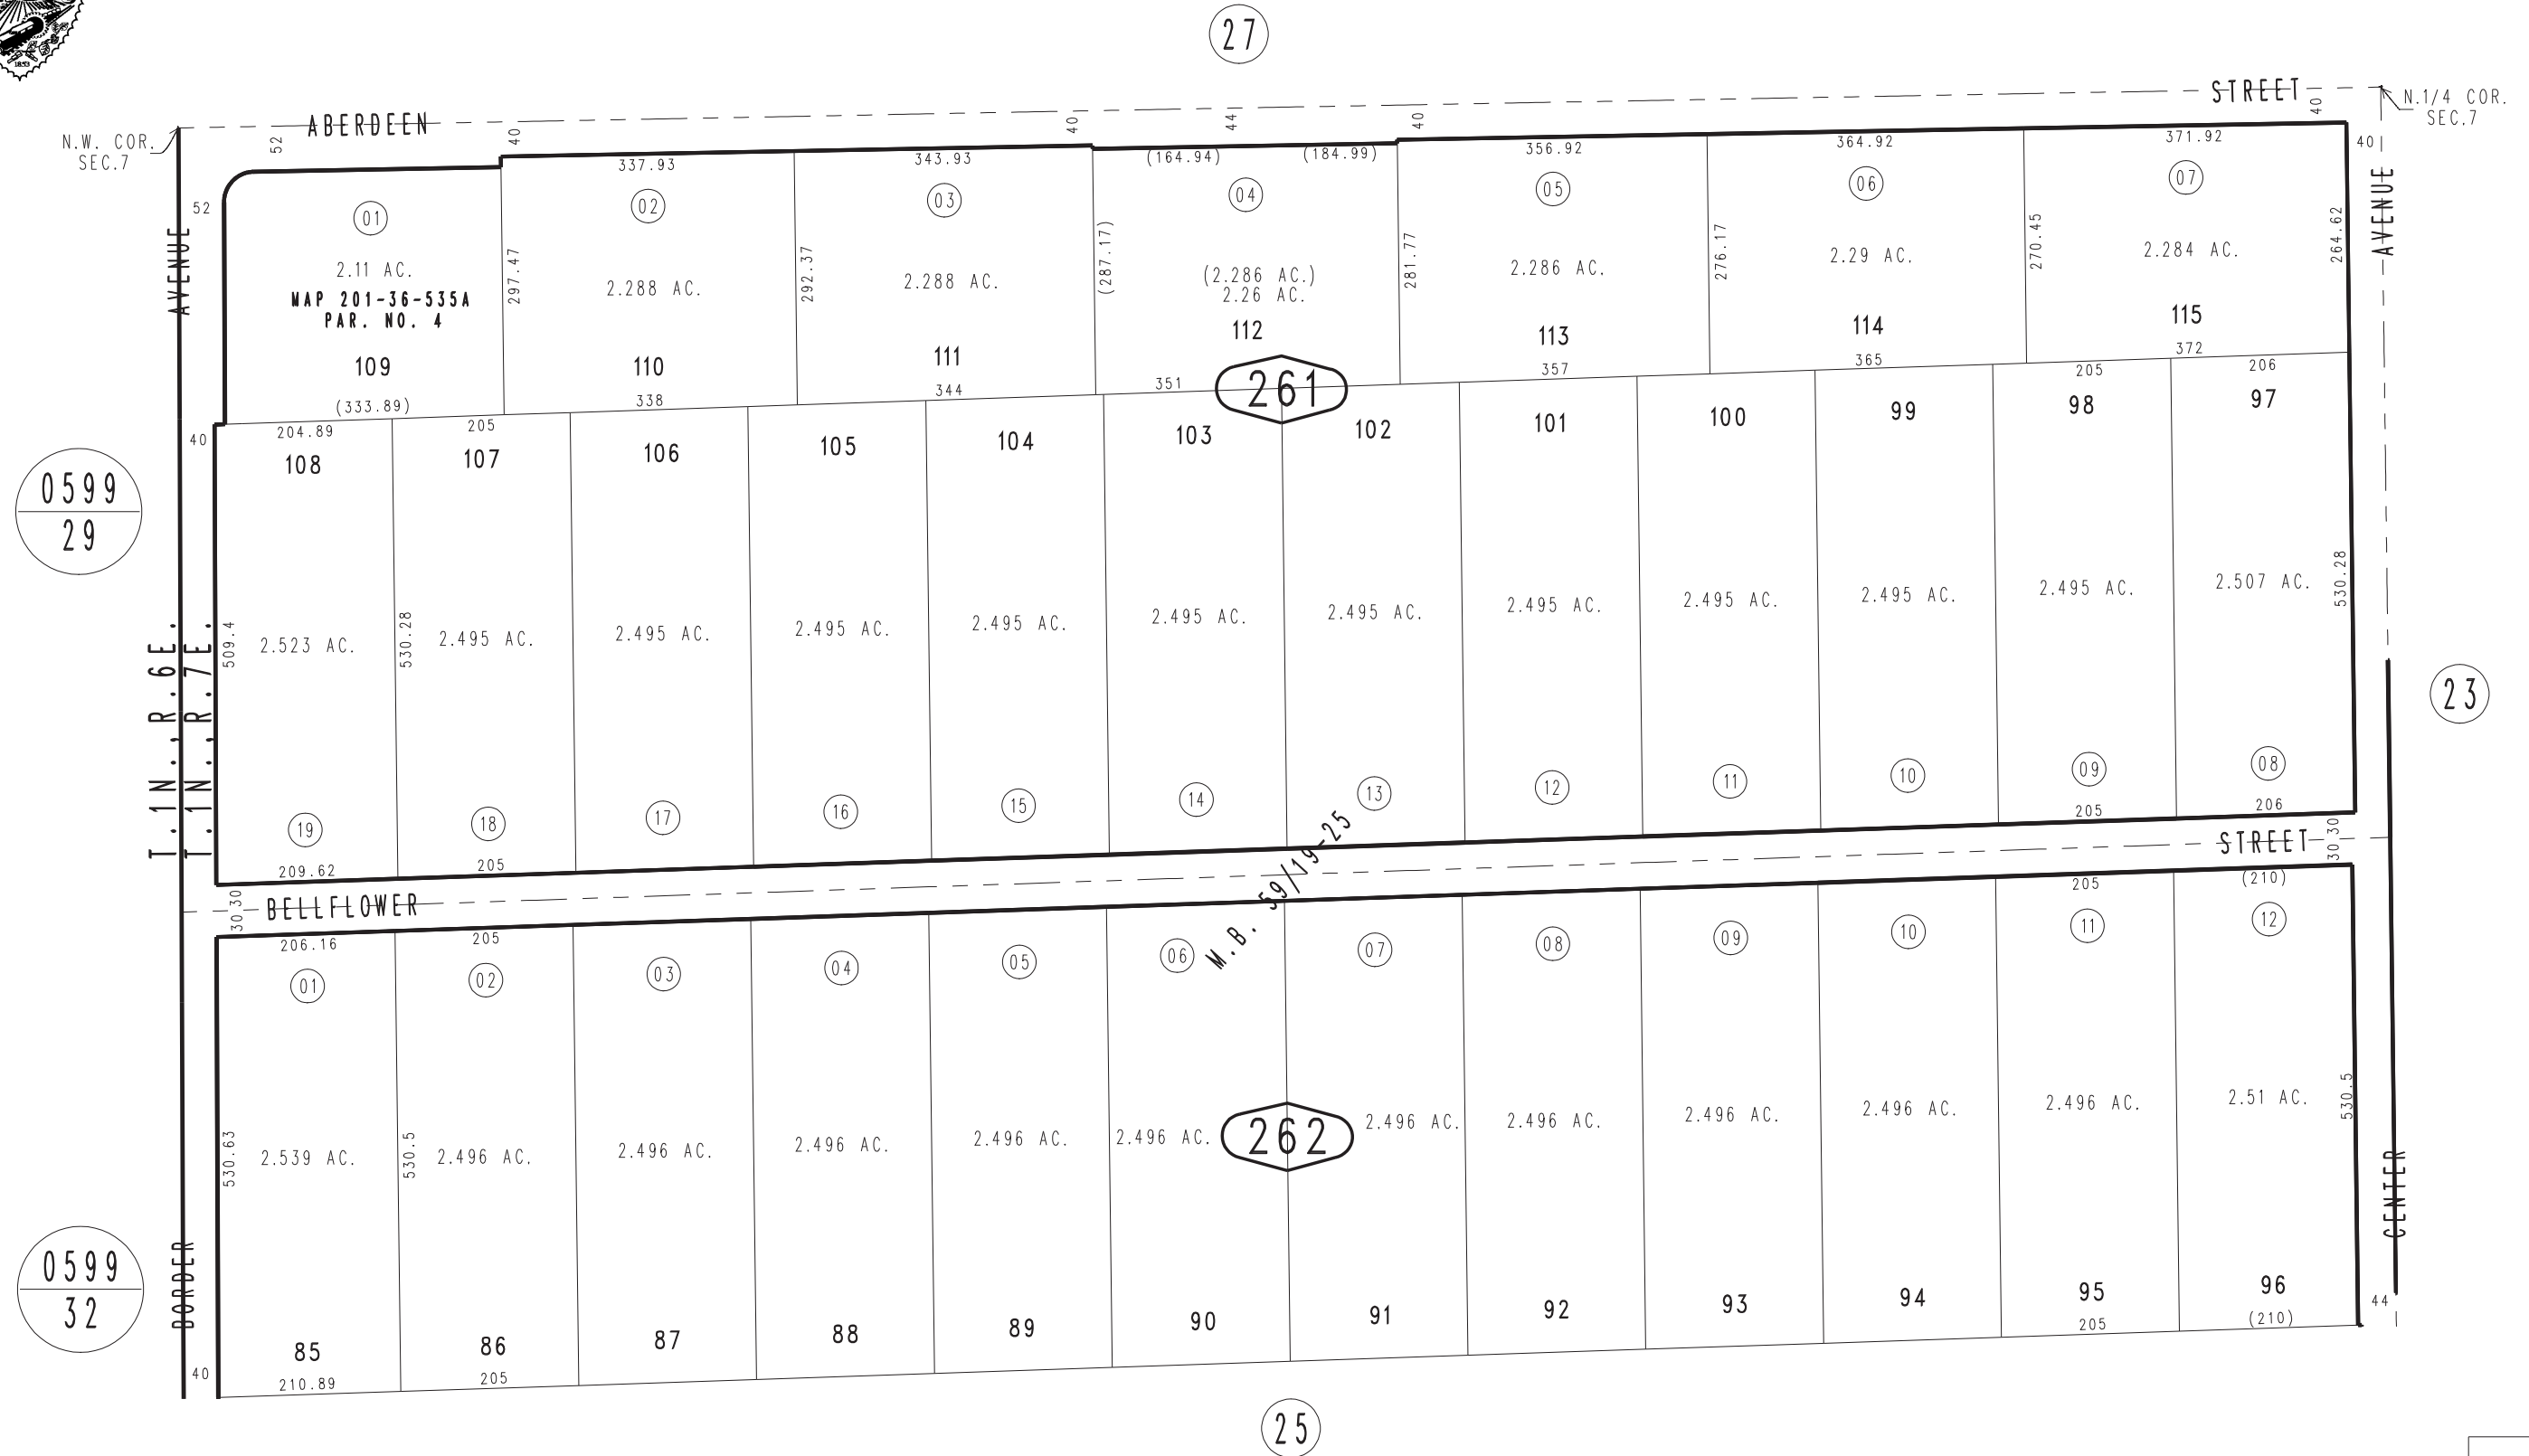 27
ABERDEEN STREET
N.W. COR.
SEC.7
N.1/4 COR.
SEC.7
52
40
40
44
40
40
40
337.93
343.93
(164.94)
(184.99)
356.92
364.92
371.92
52
AVENUE
AVENUE
01
02
03
04
05
06
07
2.11 AC.
MAP 201-36-535A
PAR. NO. 4
109
(333.89)
297.47
2.288 AC.
110
338
292.37
2.288 AC.
111
344
(287.17)
(2.286 AC.)
2.26 AC.
112
351
281.77
2.286 AC.
113
357
276.17
2.29 AC.
114
365
270.45
2.284 AC.
115
372
264.62
261
40
204.89
205
205
206
108
107
106
105
104
103
102
101
100
99
98
97
0599
29
T.1N.,R.6E.
T.1N.,R.7E.
509.4
2.523 AC.
530.28
2.495 AC.
2.495 AC.
2.495 AC.
2.495 AC.
2.495 AC.
2.495 AC.
2.495 AC.
2.495 AC.
2.495 AC.
2.495 AC.
2.507 AC.
530.28
23
19
18
17
16
15
14
13
12
11
10
09
08
209.62
205
205
206
30
30
BELLFLOWER STREET
30
30
M.B. 59/19-25
206.16
205
205
(210)
01
02
03
04
05
06
07
08
09
10
11
12
530.63
2.539 AC.
530.5
2.496 AC.
2.496 AC.
2.496 AC.
2.496 AC.
2.496 AC.
262
2.496 AC.
2.496 AC.
2.496 AC.
2.496 AC.
2.496 AC.
2.51 AC.
530.5
CENTER
0599
32
DORDER
85
86
87
88
89
90
91
92
93
94
95
96
40
210.89
205
205
(210)
44
25
1853